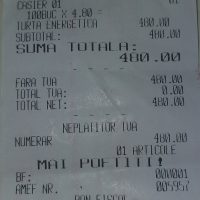 CASIER 01 01
100BUC X 4.80 =
TURTA ENERGETICA 480.00
SUBTOTAL: 480.00
SUMA TOTALA:
480.00
FARA TVA 480.00
TOTAL TVA: 0.00
TOTAL NET: 480.00
NEPLATITOR TVA
NUMERAR 480.00
01 ARTICOLE
MAI POFTITI!
BF: 000001
AMEF NR. 005957
BON FISCAL